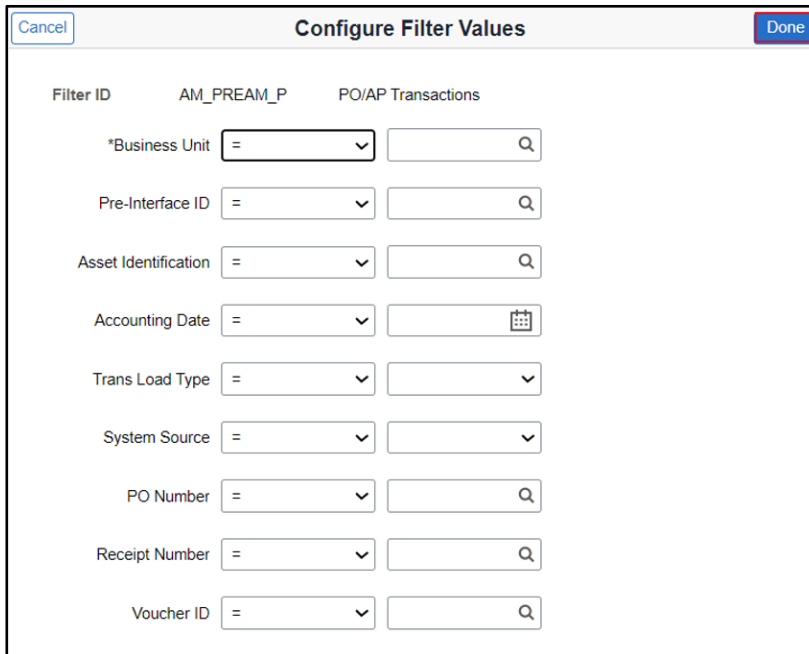 Cancel Configure Filter Values Done
Filter ID AM_PREAM_P PO/AP Transactions
*Business Unit =
Pre-Interface ID =
Asset Identification =
Accounting Date =
Trans Load Type =
System Source =
PO Number =
Receipt Number =
Voucher ID =